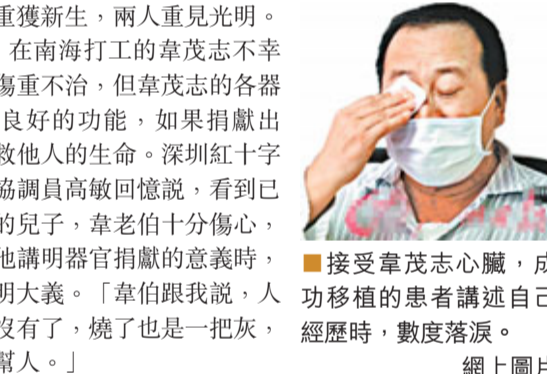 重獲新生，兩人重見光明。
在南海打工的韋茂志不幸
傷重不治，但韋茂志的各器
良好的功能，如果捐獻出
救他人的生命。深圳紅十字
協調員高敏回憶說，看到已
的兒子，韋老伯十分傷心，
他講明器官捐獻的意義時，
明大義。「韋伯跟我說，人
沒有了，燒了也是一把灰，
幫人。」
■接受韋茂志心臟，成
功移植的患者講述自己
經歷時，數度落淚。
網上圖片